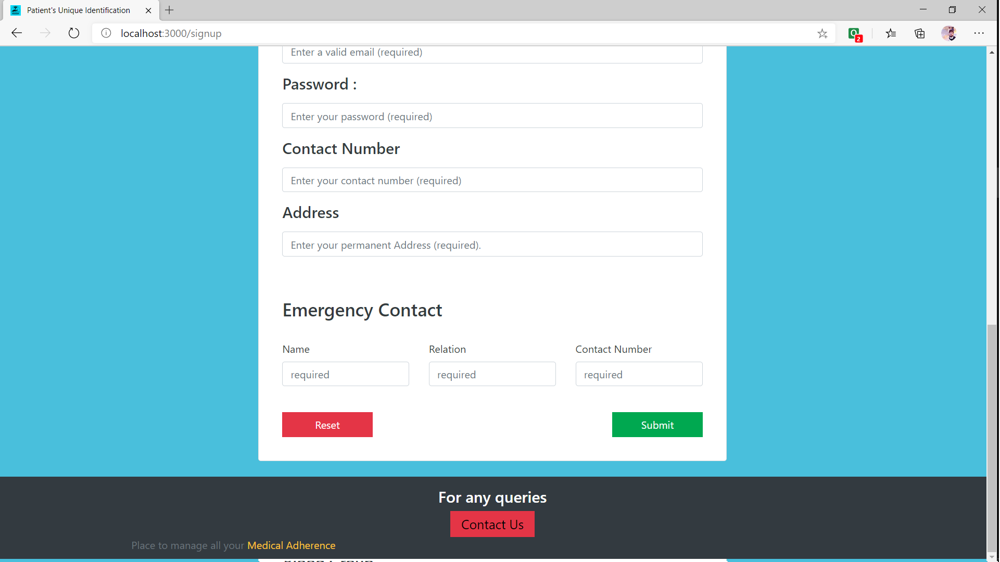 Patient's Unique Identification
localhost:3000/signup
2
Enter a valid email (required)
Password :
Enter your password (required)
Contact Number
Enter your contact number (required)
Address
Enter your permanent Address (required).
Emergency Contact
Name Relation Contact Number
required required required
Reset Submit
For any queries
Contact Us
Place to manage all your Medical Adherence